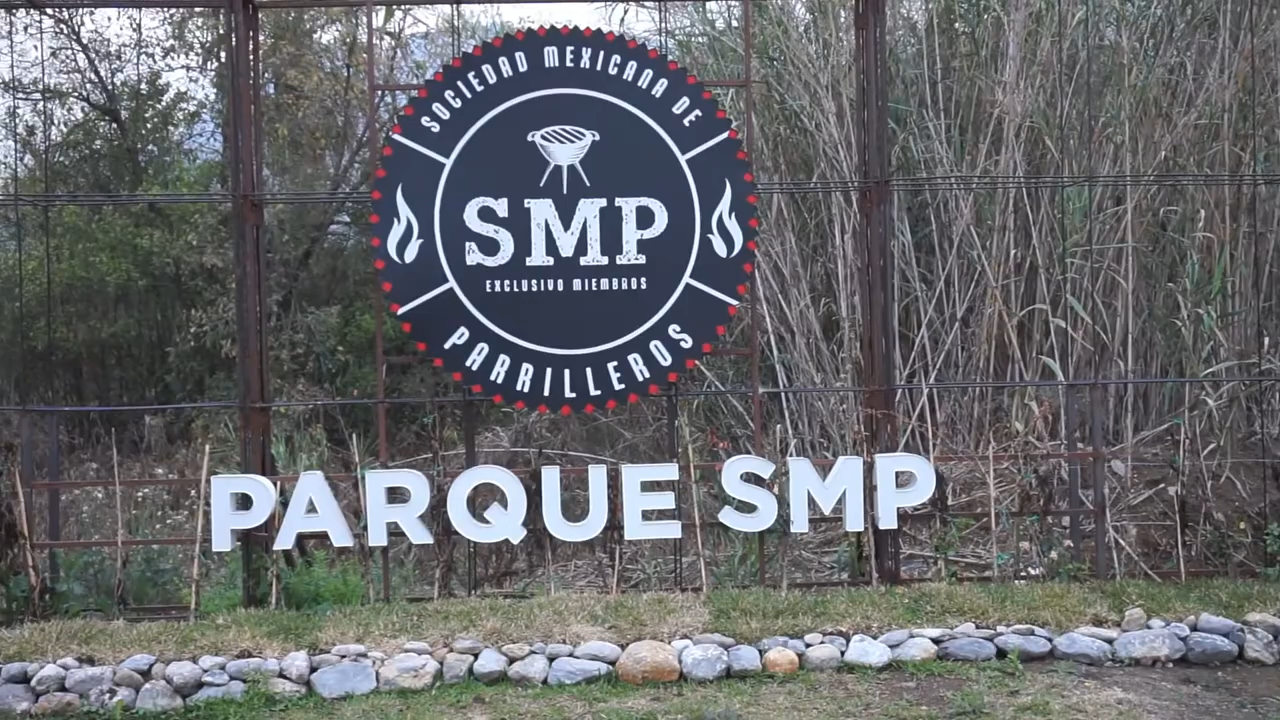 SOCIEDAD MEXICANA DE
SMP
EXCLUSIVO MIEMBROS
PARRILLEROS
PARQUE SMP